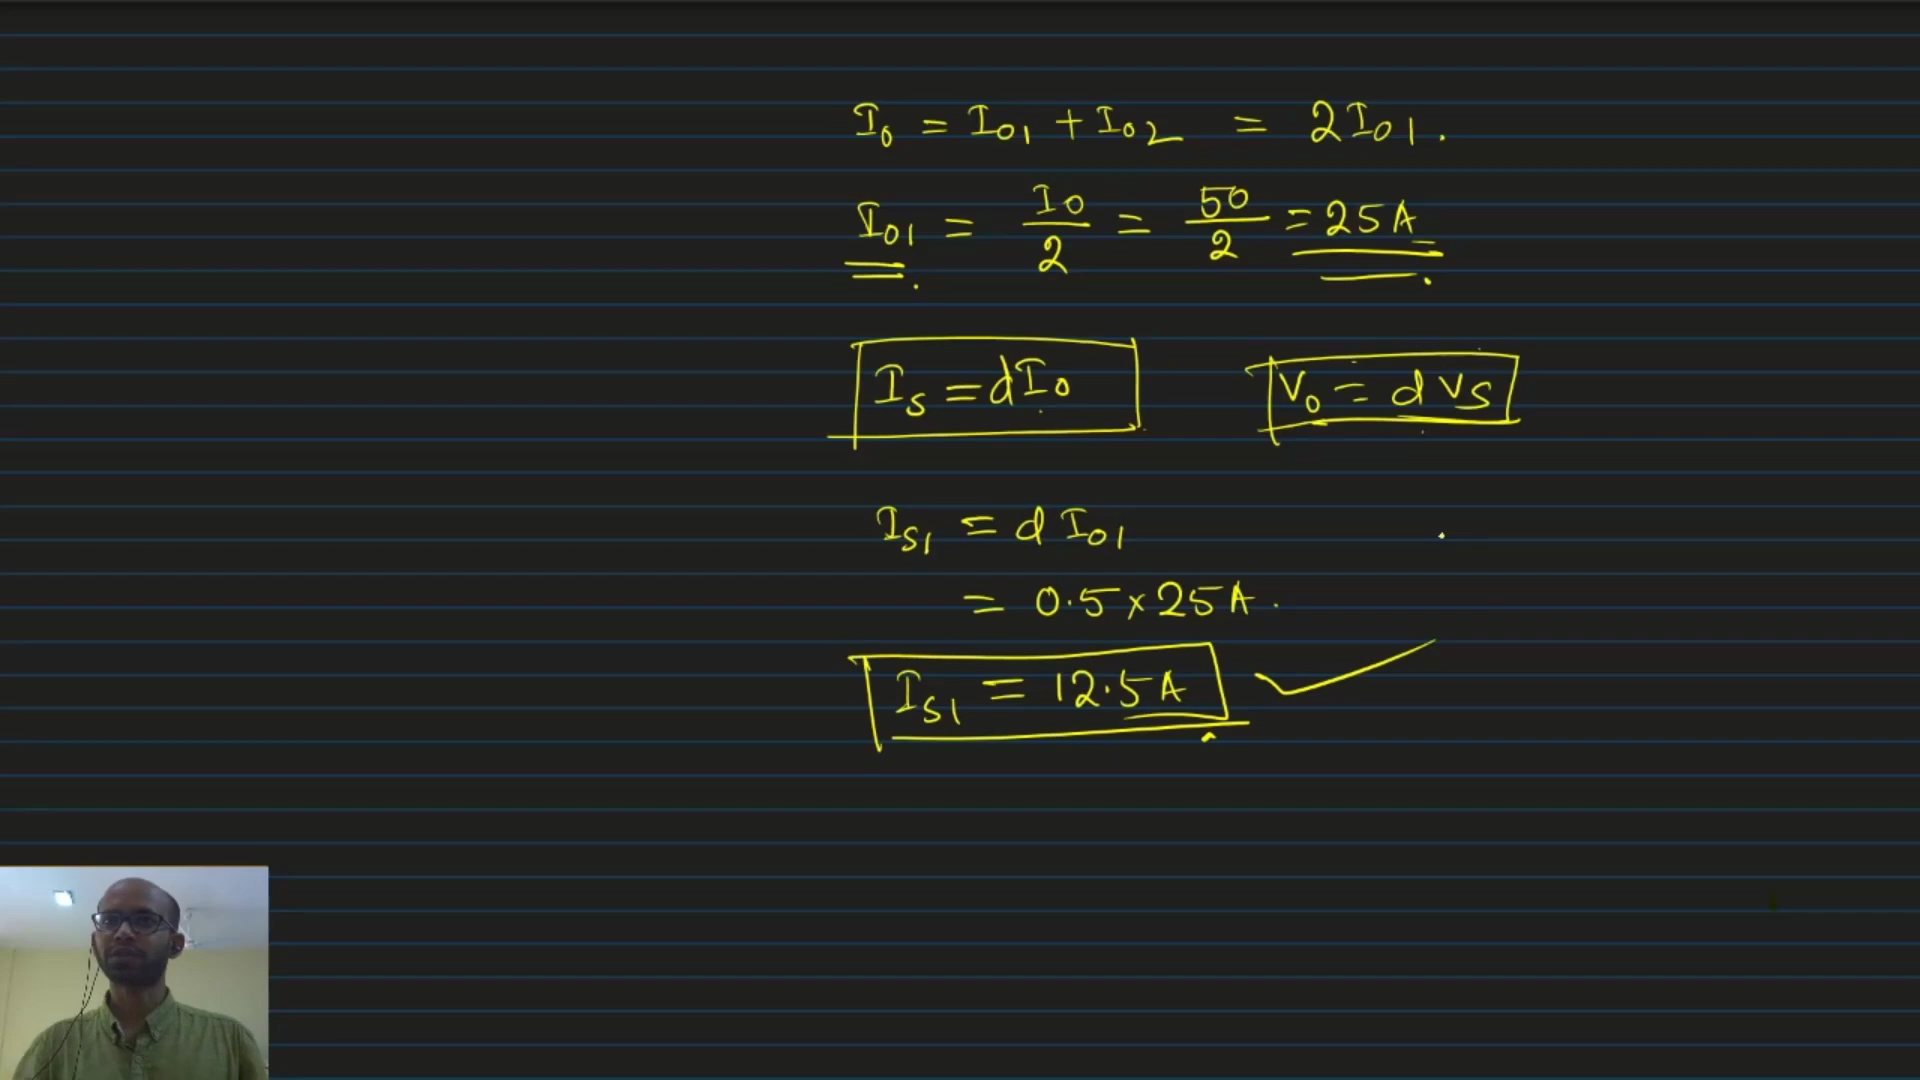 I₀ = I₀₁ + I₀₂ = 2I₀₁.
I₀₁ = I₀/2 = 50/2 = 25A
Iₛ = dI₀ V₀ = dVₛ
Iₛ₁ = d I₀₁
= 0.5×25A.
Iₛ₁ = 12.5A